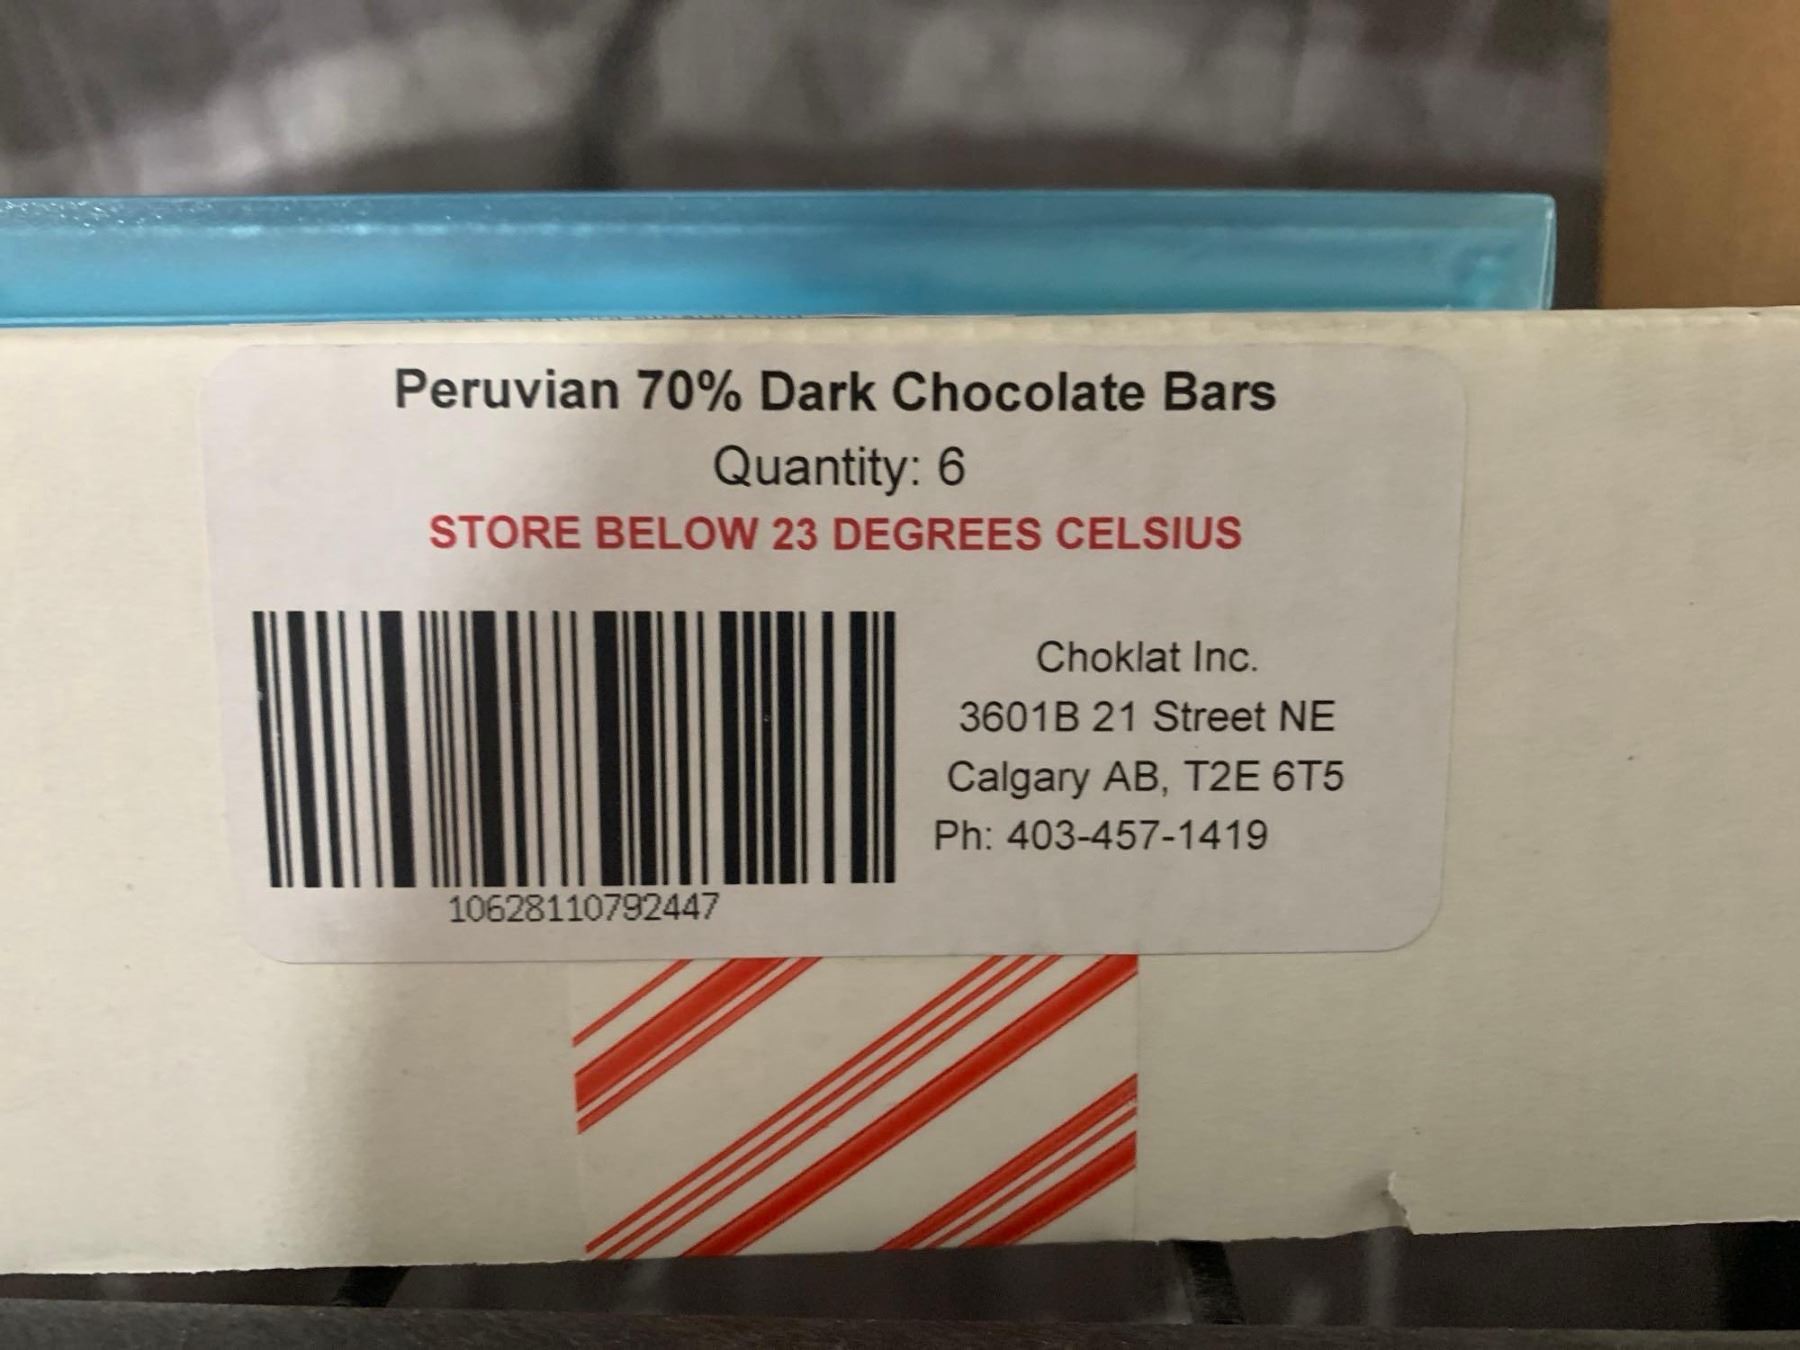 Peruvian 70% Dark Chocolate Bars
Quantity: 6
STORE BELOW 23 DEGREES CELSIUS
Choklat Inc.
3601B 21 Street NE
Calgary AB, T2E 6T5
Ph: 403-457-1419
10628110792447